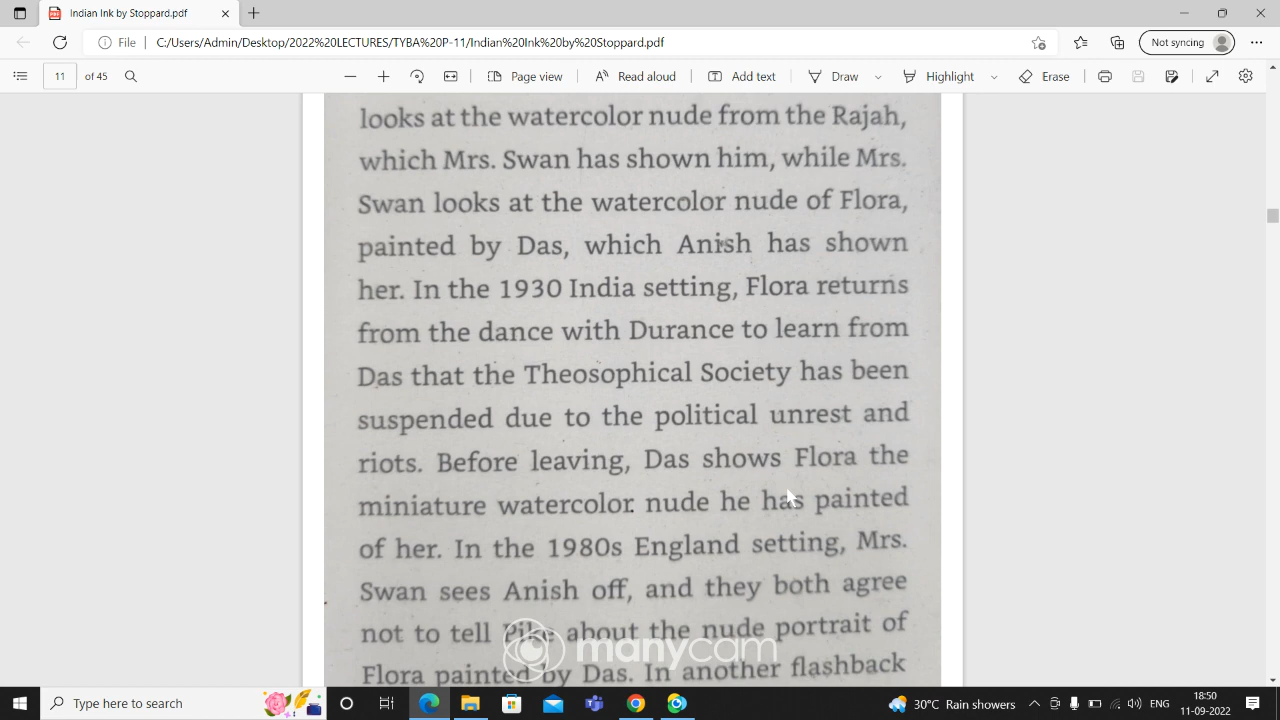 Indian Ink by Stoppard.pdf
File C:/Users/Admin/Desktop/2022%20LECTURES/TYBA%20P-11/Indian%20Ink%20by%20Stoppard.pdf Not syncing
11 of 45 Page view Read aloud Add text Draw Highlight Erase
looks at the watercolor nude from the Rajah,
which Mrs. Swan has shown him, while Mrs.
Swan looks at the watercolor nude of Flora,
painted by Das, which Anish has shown
her. In the 1930 India setting, Flora returns
from the dance with Durance to learn from
Das that the Theosophical Society has been
suspended due to the political unrest and
riots. Before leaving, Das shows Flora the
miniature watercolor nude he has painted
of her. In the 1980s England setting, Mrs.
Swan sees Anish off, and they both agree
not to tell Pike about the nude portrait of
Flora painted by Das. In another flashback
manycam
Type here to search 30°C Rain showers ENG 18:50
11-09-2022